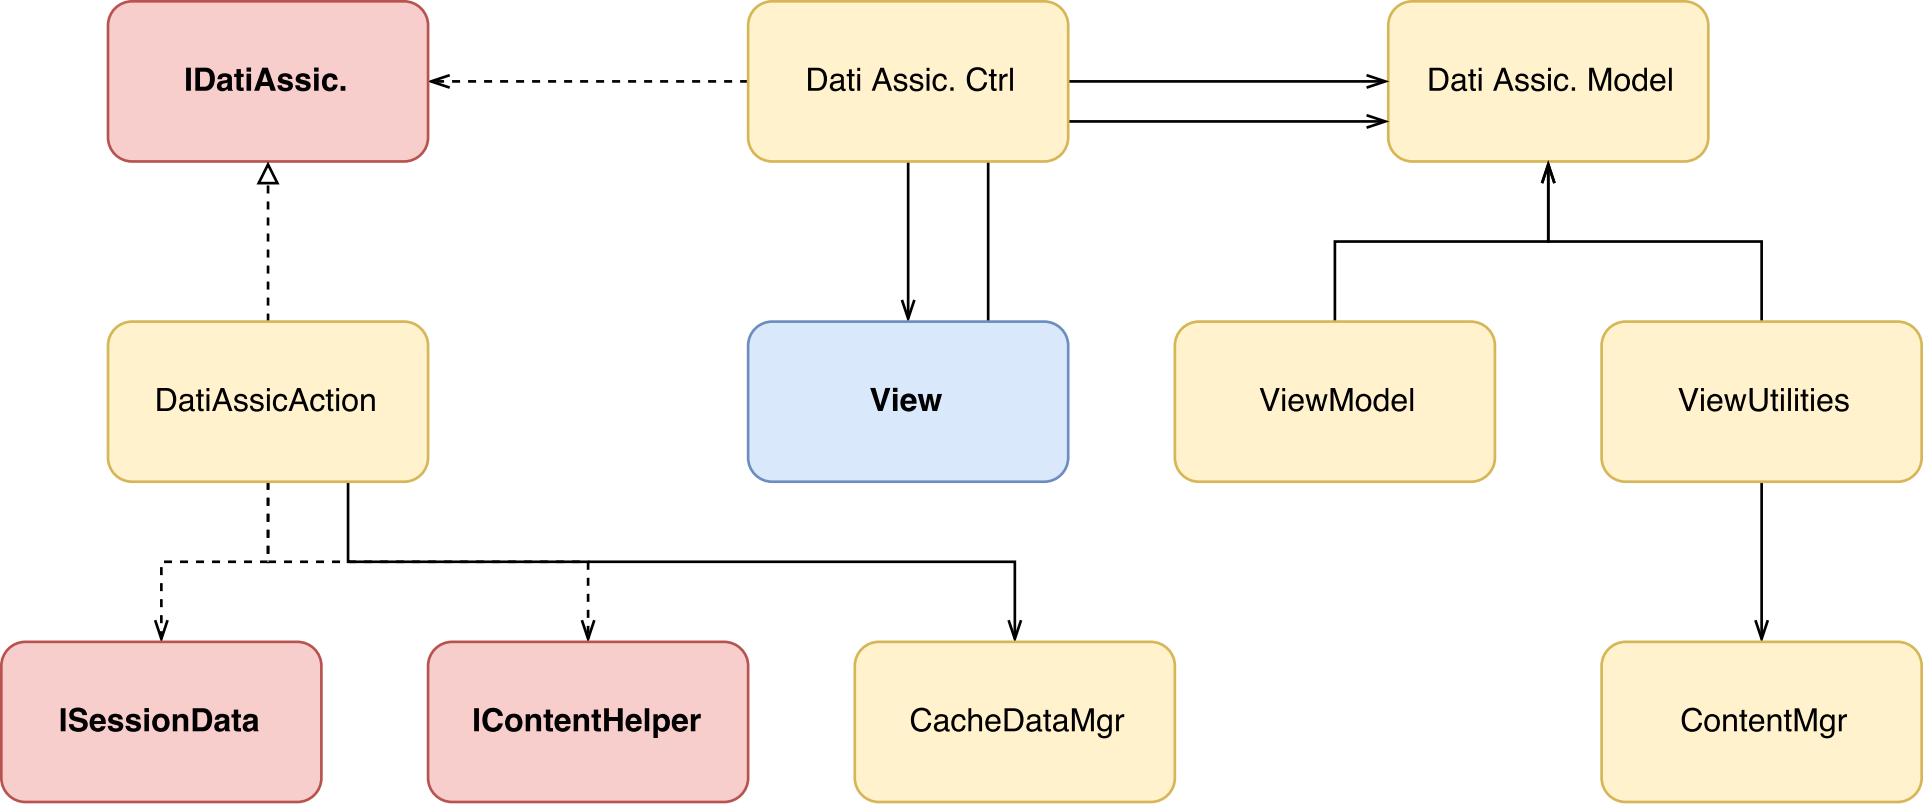 IDatiAssic.
Dati Assic. Ctrl
Dati Assic. Model
DatiAssicAction
View
ViewModel
ViewUtilities
ISessionData
IContentHelper
CacheDataMgr
ContentMgr